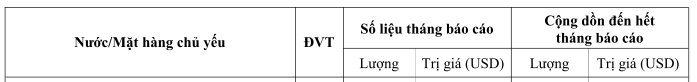 Nước/Mặt hàng chủ yếu
ĐVT
Số liệu tháng báo cáo
Cộng dồn đến hết
tháng báo cáo
Lượng
Trị giá (USD)
Lượng
Trị giá (USD)